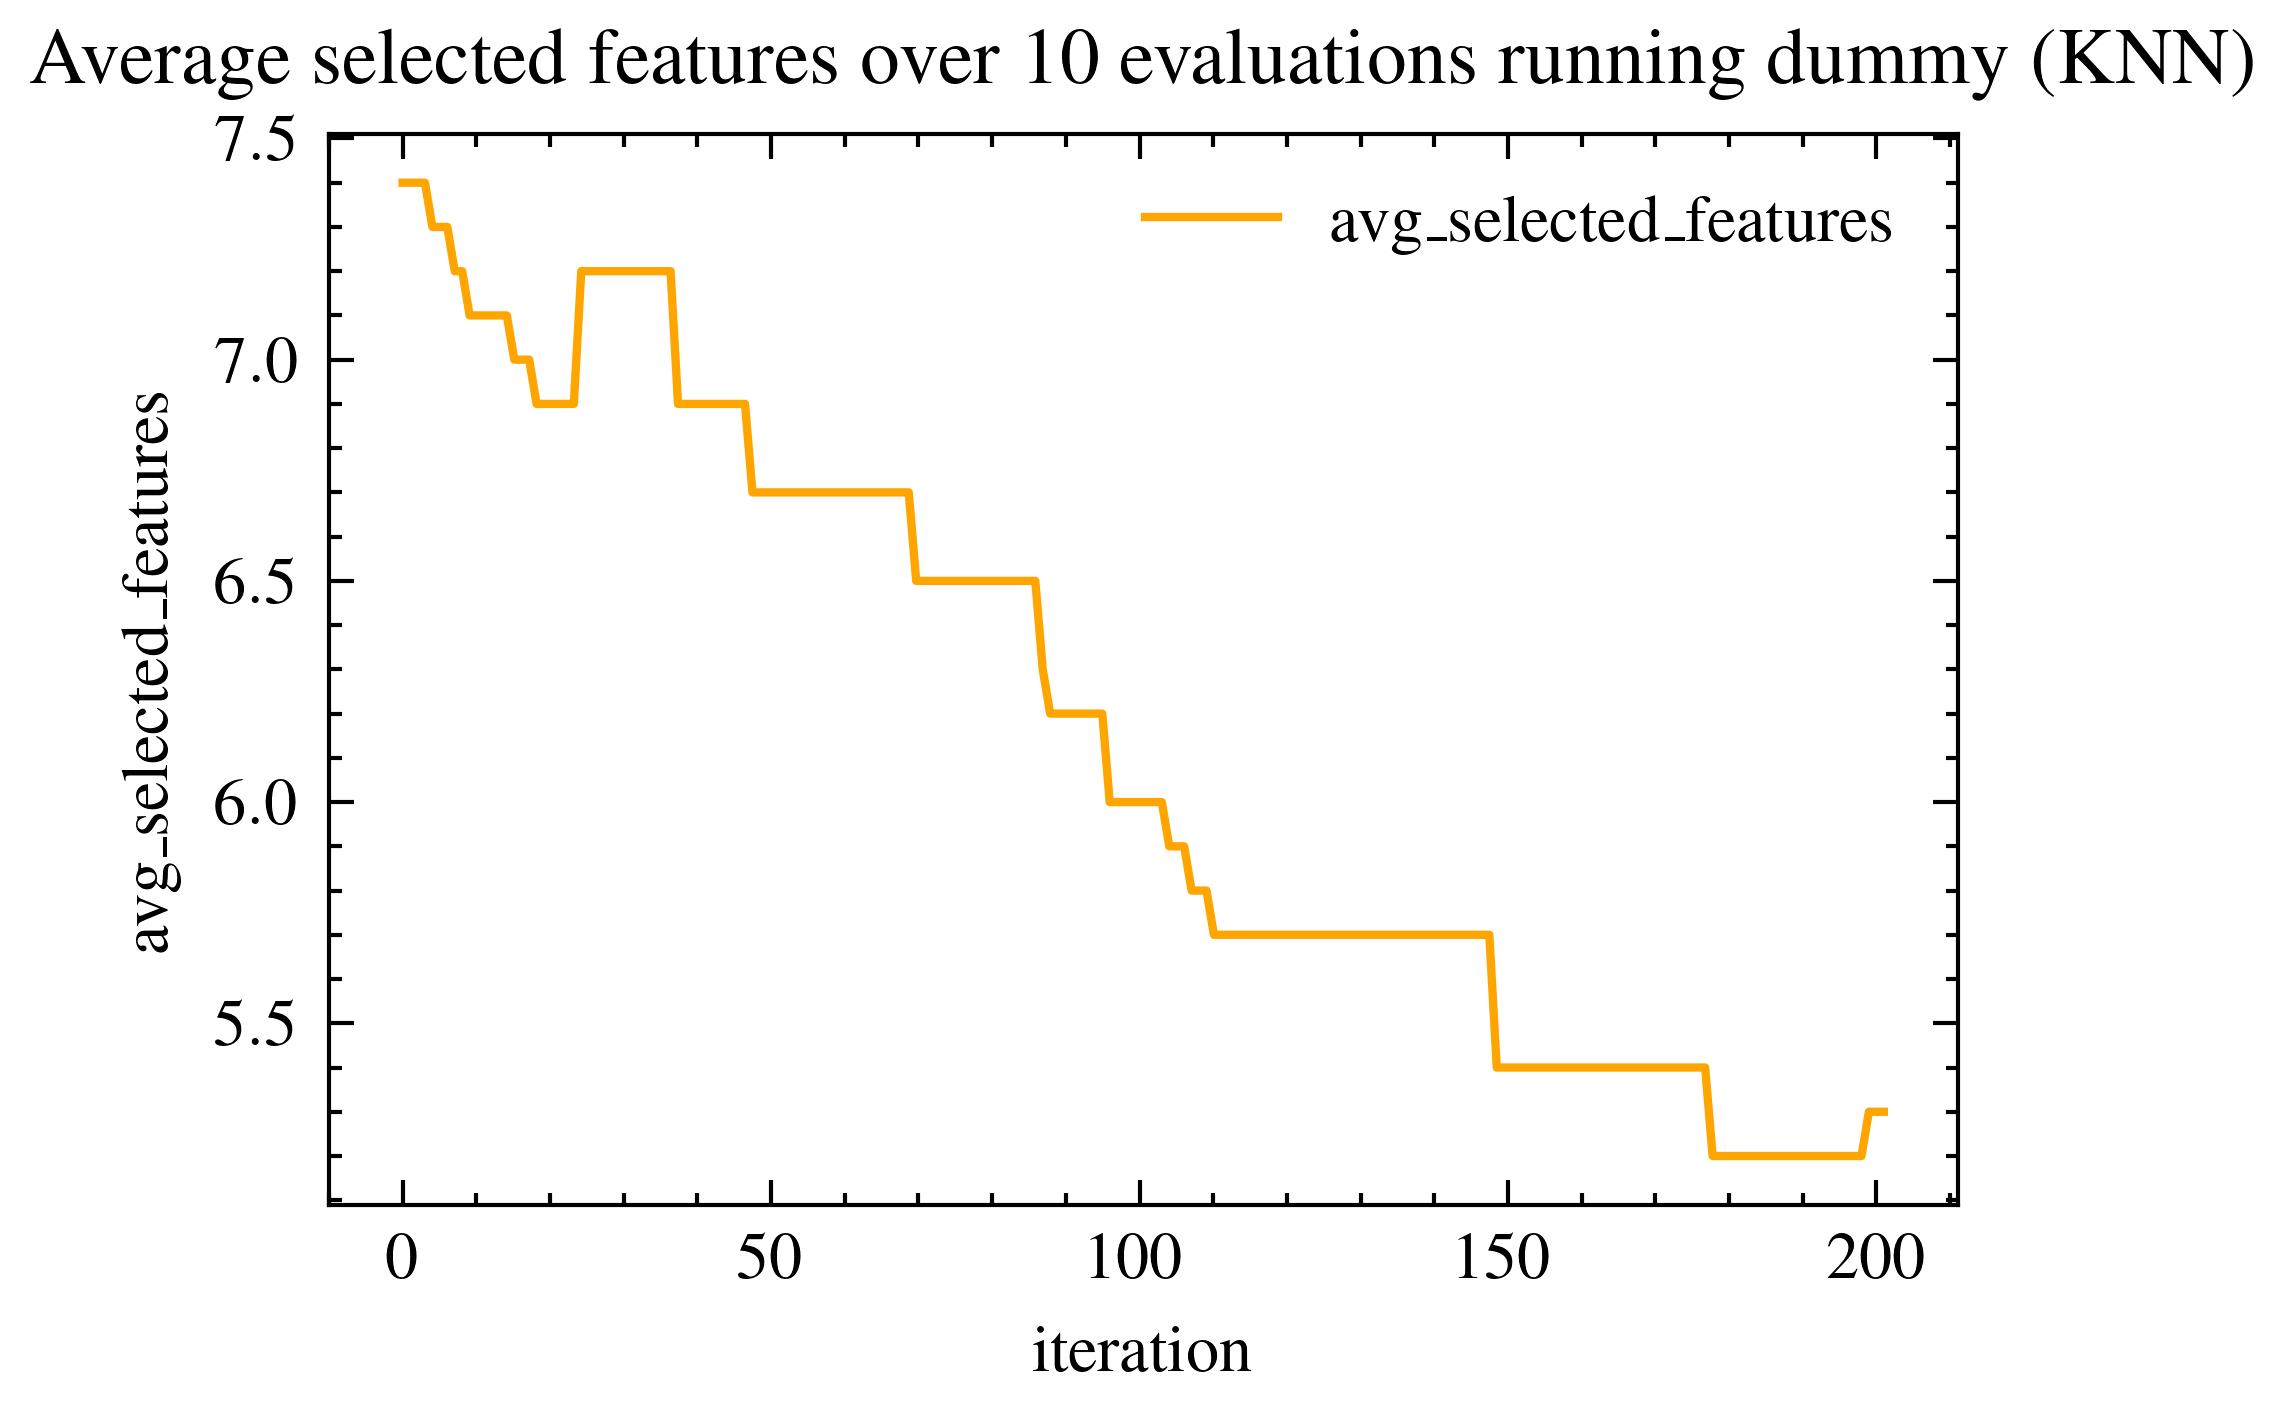 Average selected features over 10 evaluations running dummy (KNN)
7.5
7.0
6.5
6.0
5.5
avg_selected_features
avg_selected_features
0 50 100 150 200
iteration